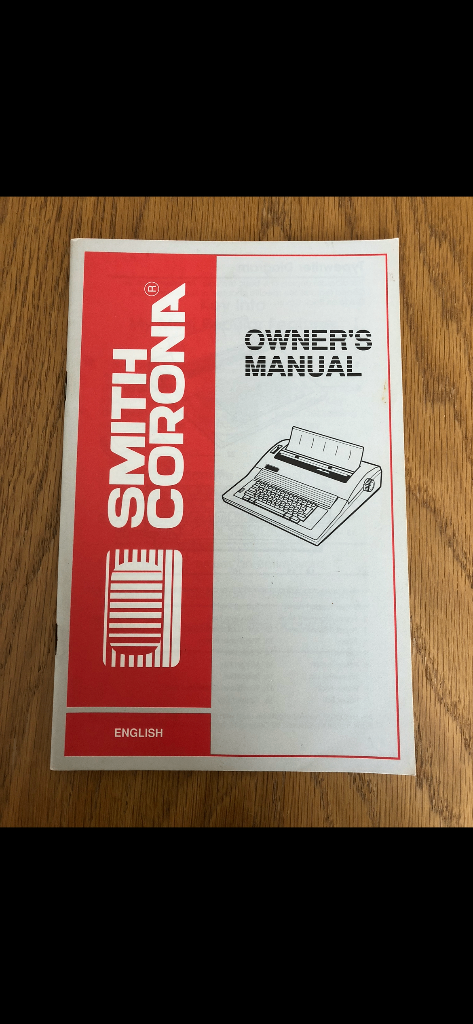 SMITH
CORONA®
OWNER'S
MANUAL
ENGLISH